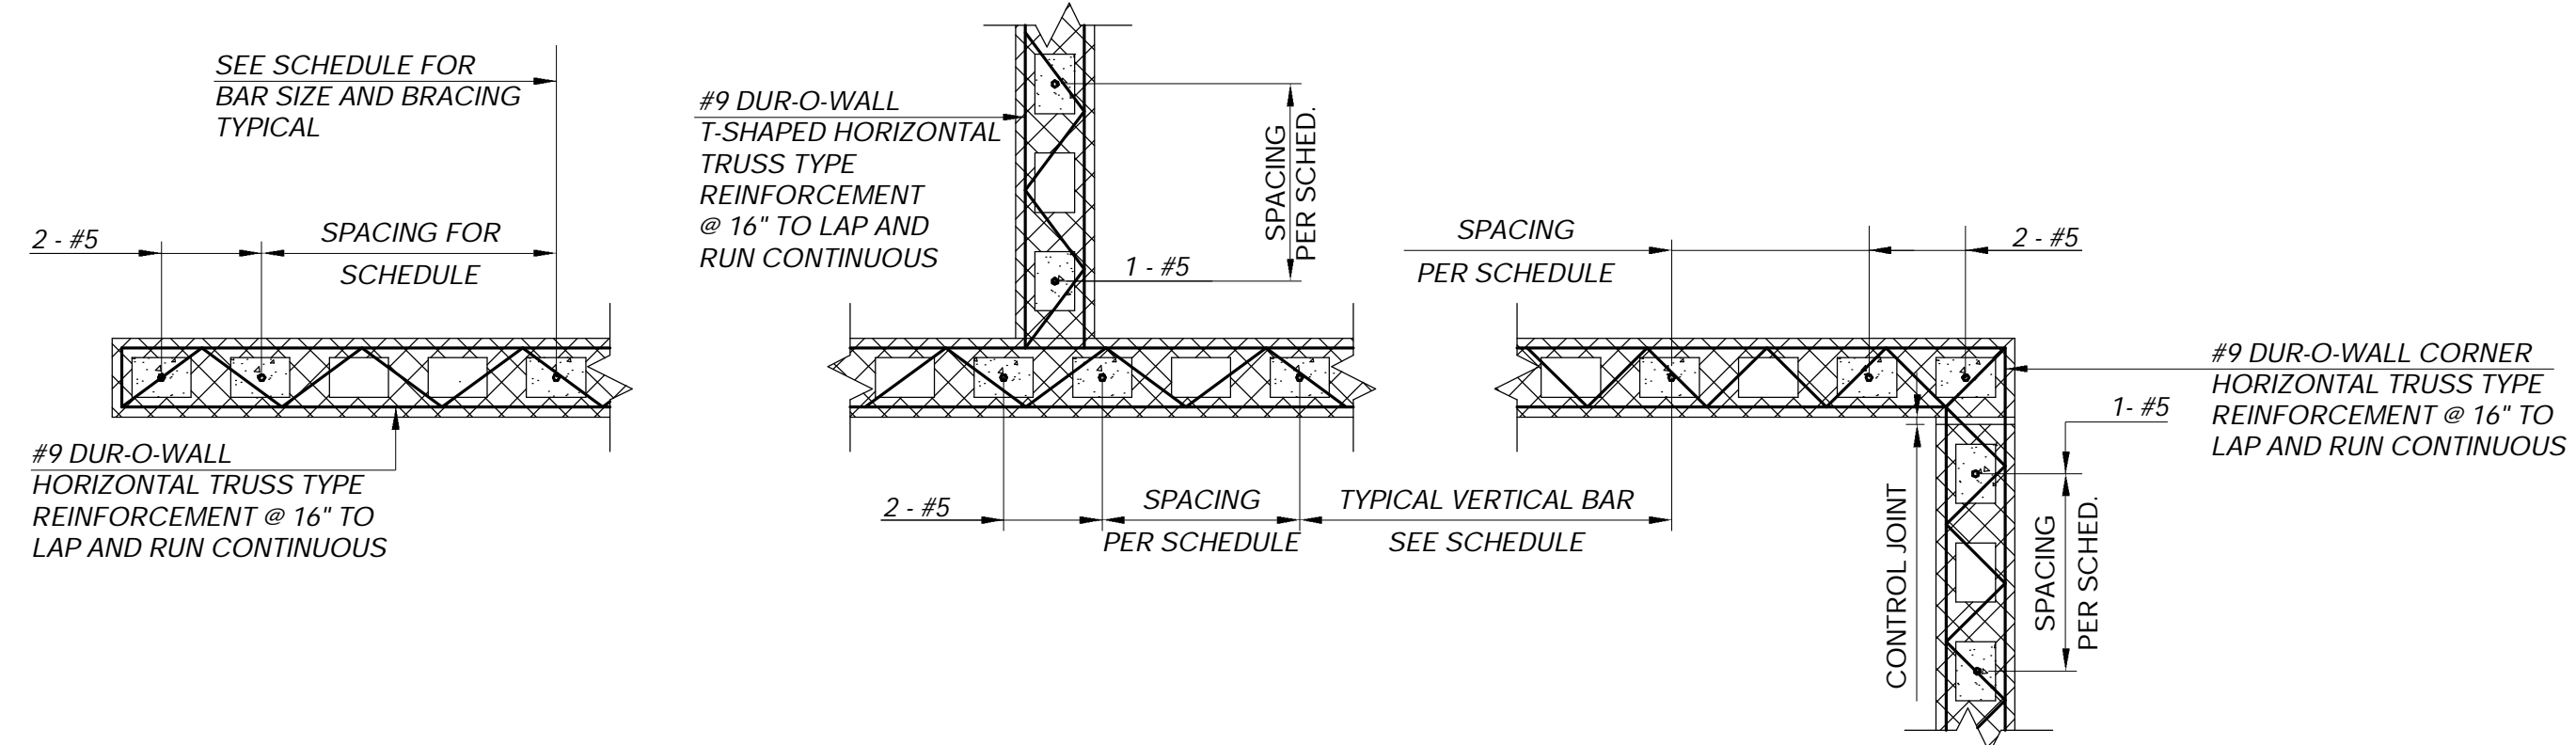 SEE SCHEDULE FOR
BAR SIZE AND BRACING
TYPICAL
2 - #5
SPACING FOR
SCHEDULE
#9 DUR-O-WALL
HORIZONTAL TRUSS TYPE
REINFORCEMENT @ 16" TO
LAP AND RUN CONTINUOUS
#9 DUR-O-WALL
T-SHAPED HORIZONTAL
TRUSS TYPE
REINFORCEMENT
@ 16" TO LAP AND
RUN CONTINUOUS
SPACING
PER SCHED.
1 - #5
2 - #5
SPACING
PER SCHEDULE
TYPICAL VERTICAL BAR
SEE SCHEDULE
SPACING
PER SCHEDULE
2 - #5
#9 DUR-O-WALL CORNER
HORIZONTAL TRUSS TYPE
REINFORCEMENT @ 16" TO
LAP AND RUN CONTINUOUS
1- #5
CONTROL JOINT
SPACING
PER SCHED.